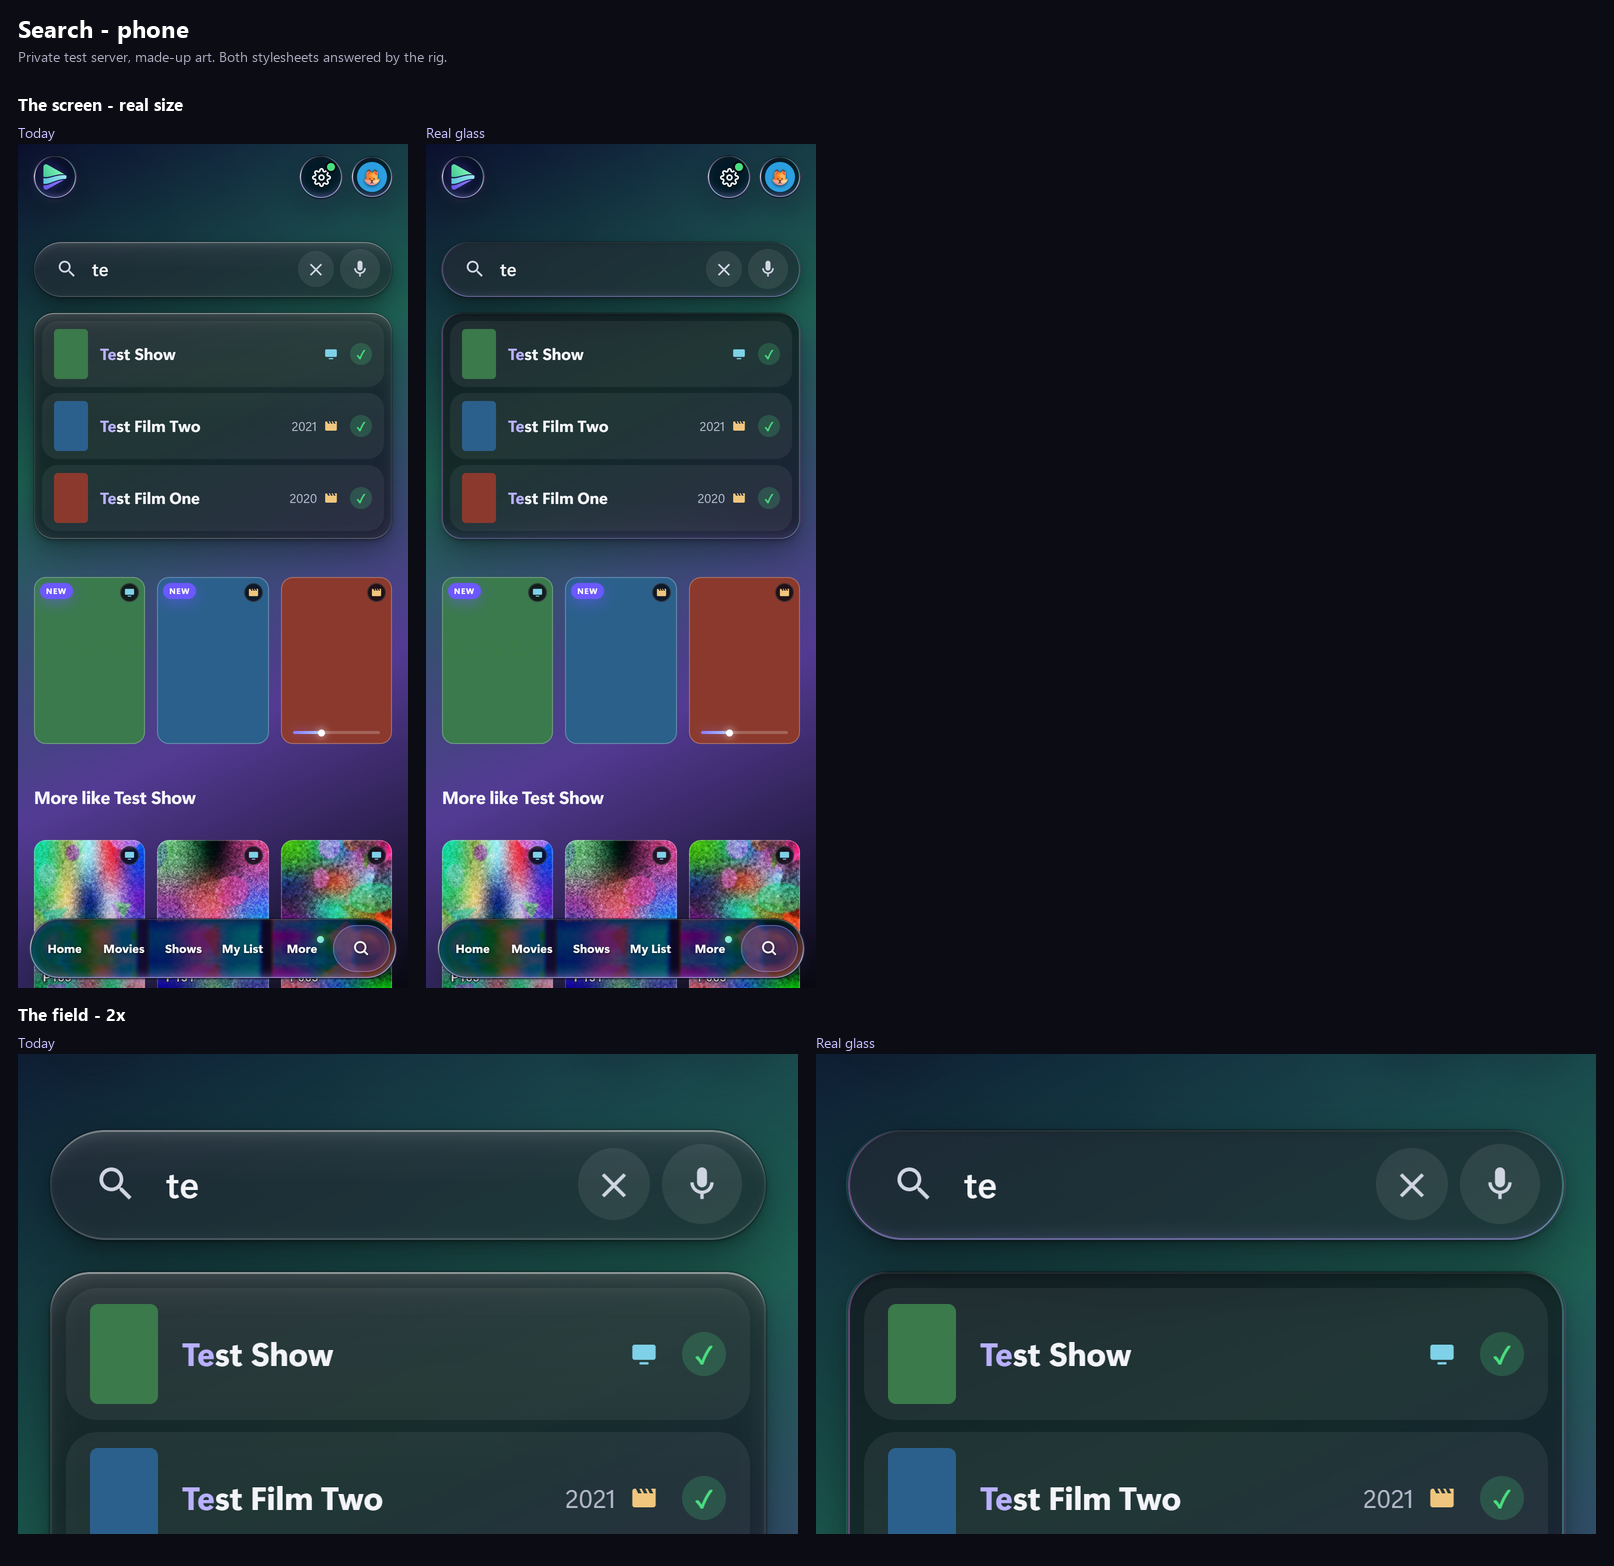 Search - phone
Private test server, made-up art. Both stylesheets answered by the rig.
The screen - real size
Today
te
Test Show
Test Film Two 2021
Test Film One 2020
NEW NEW
More like Test Show
Home Movies Shows My List More
Real glass
te
Test Show
Test Film Two 2021
Test Film One 2020
NEW NEW
More like Test Show
Home Movies Shows My List More
The field - 2x
Today
te
Test Show
Test Film Two 2021
Real glass
te
Test Show
Test Film Two 2021